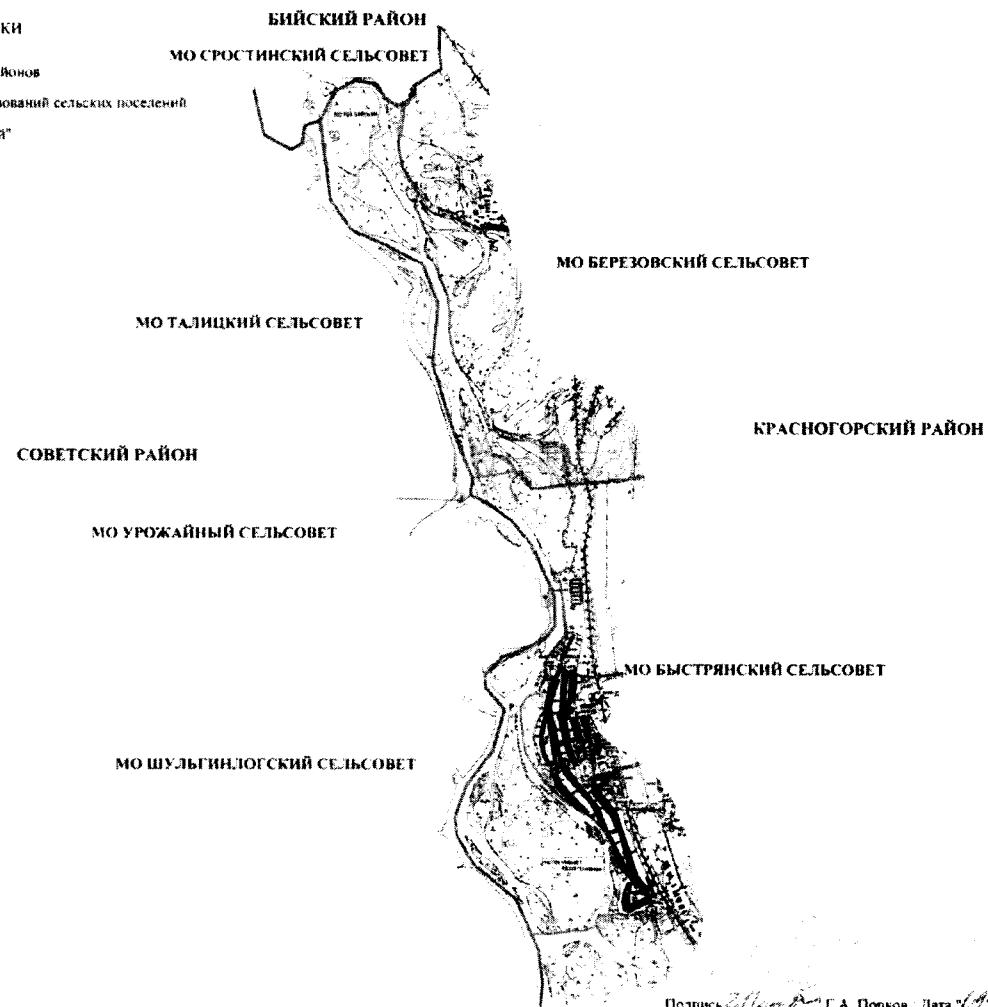 БИЙСКИЙ РАЙОН
КИ
МО СРОСТИНСКИЙ СЕЛЬСОВЕТ
йонов
ований сельских поселений
й"
МО БЕРЕЗОВСКИЙ СЕЛЬСОВЕТ
МО ТАЛИЦКИЙ СЕЛЬСОВЕТ
КРАСНОГОРСКИЙ РАЙОН
СОВЕТСКИЙ РАЙОН
МО УРОЖАЙНЫЙ СЕЛЬСОВЕТ
МО БЫСТРЯНСКИЙ СЕЛЬСОВЕТ
МО ШУЛЬГИНЛОГСКИЙ СЕЛЬСОВЕТ
Подпись Г.А. Попков Дата "